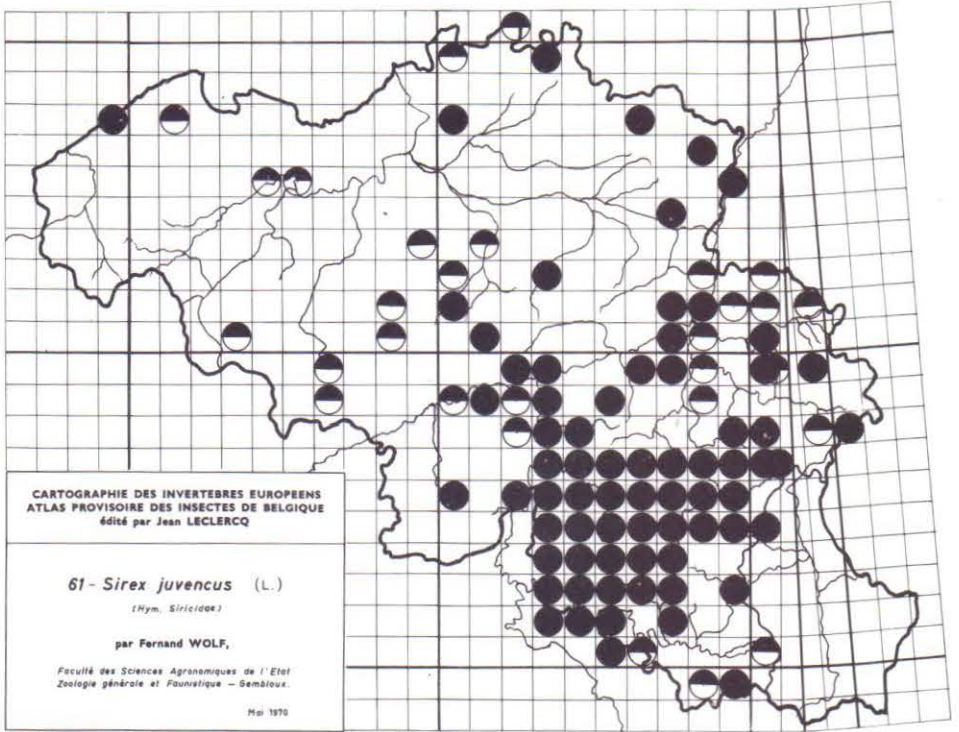 CARTOGRAPHIE DES INVERTEBRES EUROPEENS
ATLAS PROVISOIRE DES INSECTES DE BELGIQUE
édité par Jean LECLERCQ
61 - Sirex juvencus (L.)
(Hym. Siricidae)
par Fernand WOLF,
Faculté des Sciences Agronomiques de l'Etat
Zoologie générale et Faunistique – Gembloux.
Mai 1970